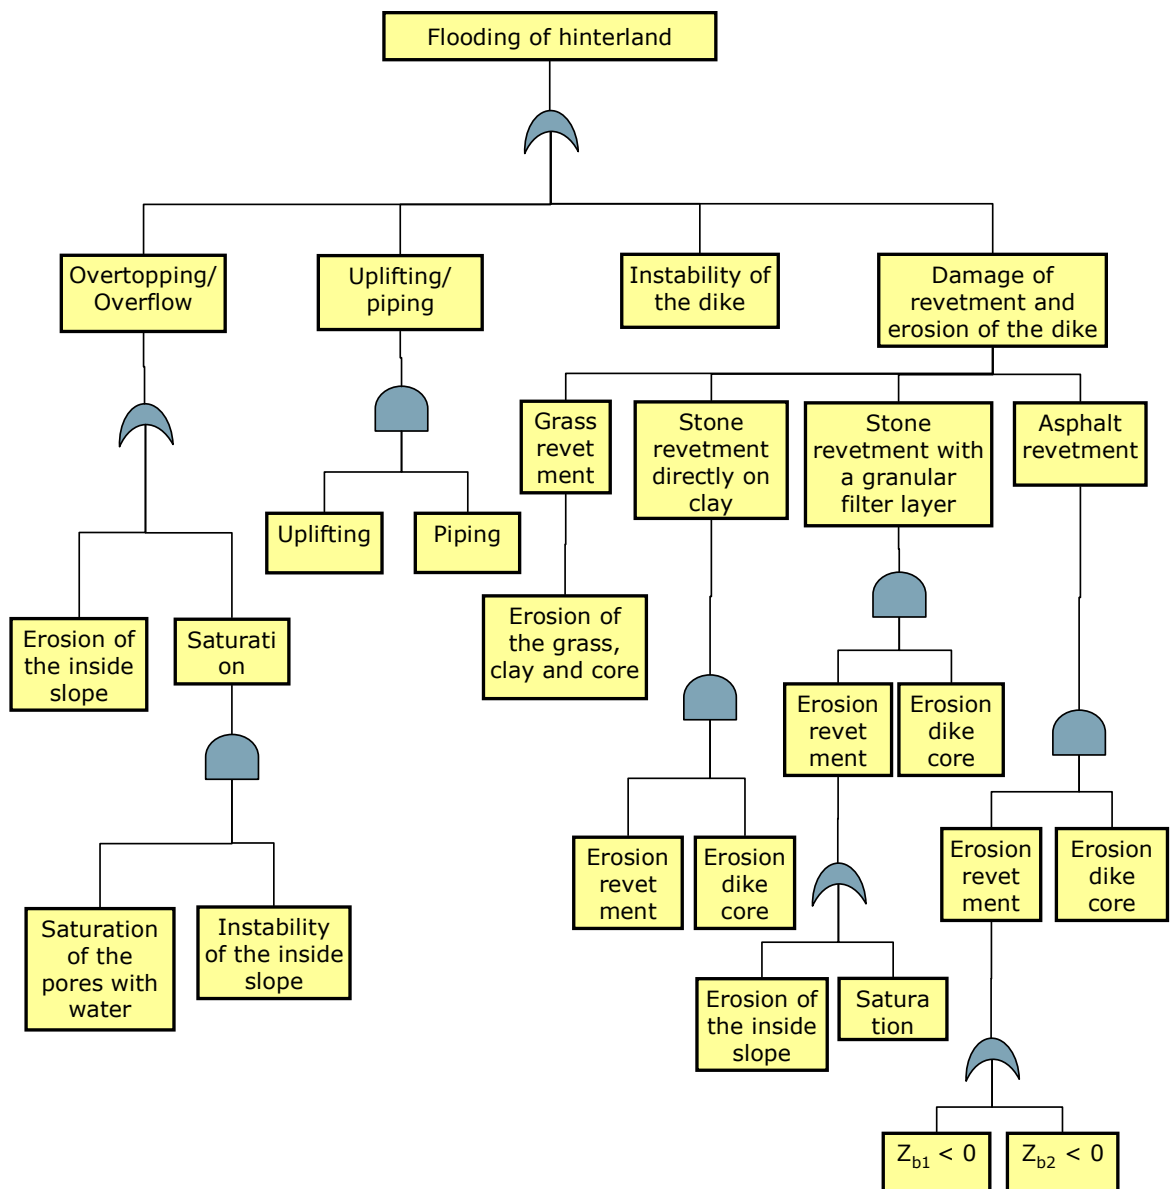 Flooding of hinterland
Overtopping/
Overflow
Uplifting/
piping
Instability of
the dike
Damage of
revetment and
erosion of the dike
Grass
revet
ment
Stone
revetment
directly on
clay
Stone
revetment with
a granular
filter layer
Asphalt
revetment
Uplifting
Piping
Erosion of
the inside
slope
Saturati
on
Erosion of
the grass,
clay and core
Erosion
revet
ment
Erosion
dike
core
Erosion
revet
ment
Erosion
dike
core
Erosion
revet
ment
Erosion
dike
core
Saturation
of the
pores with
water
Instability
of the inside
slope
Erosion of
the inside
slope
Satura
tion
Zb1 < 0
Zb2 < 0